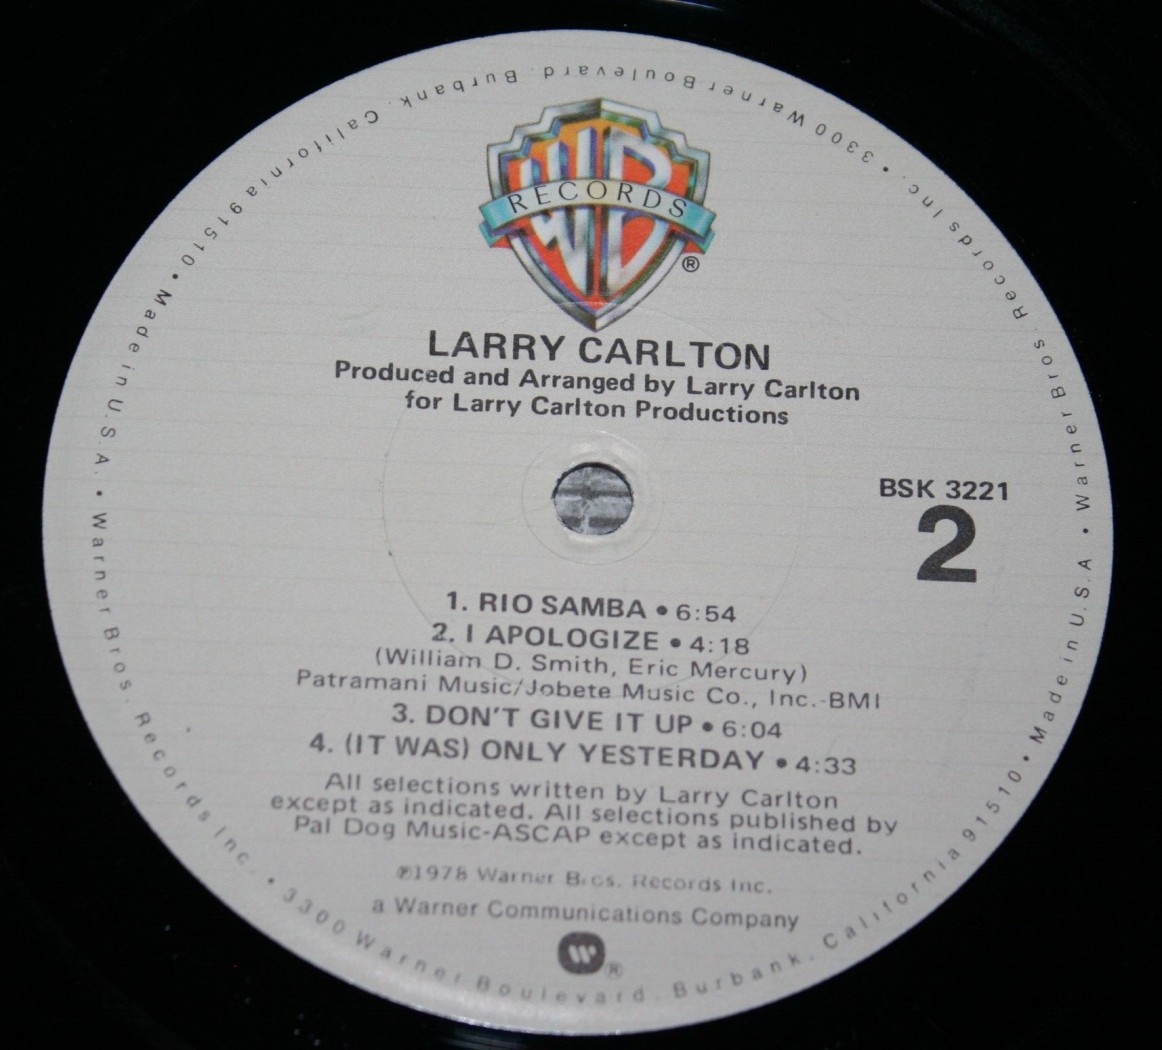 WB
RECORDS
®
LARRY CARLTON
Produced and Arranged by Larry Carlton
for Larry Carlton Productions
BSK 3221
2
1. RIO SAMBA • 6:54
2. I APOLOGIZE • 4:18
(William D. Smith, Eric Mercury)
Patramani Music/Jobete Music Co., Inc.-BMI
3. DON'T GIVE IT UP • 6:04
4. (IT WAS) ONLY YESTERDAY • 4:33
All selections written by Larry Carlton
except as indicated. All selections published by
Pal Dog Music-ASCAP except as indicated.
℗1978 Warner Bros. Records Inc.
a Warner Communications Company
W®
Warner Bros. Records Inc. • 3300 Warner Boulevard. Burbank. California 91510 • Made in U.S.A. • Warner Bros. Records Inc. • 3300 Warner Boulevard. Burbank. California 91510 • Made in U.S.A •